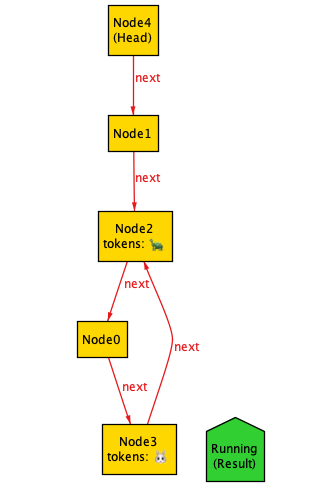 Node4
(Head)
next
Node1
next
Node2
tokens: 🐢
next
Node0
next
next
Node3
tokens: 🐰
Running
(Result)